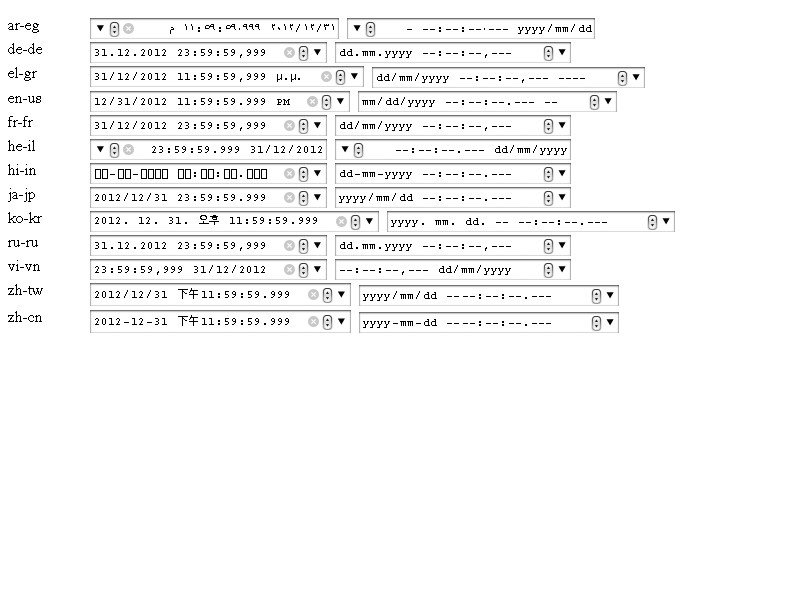 ar-eg م ١١:٥٩:٥٩.٩٩٩ ٢٠١٢/١٢/٣١ - --:--:--.--- yyyy/mm/dd
de-de 31.12.2012 23:59:59,999 dd.mm.yyyy --:--:--,---
el-gr 31/12/2012 11:59:59,999 μ.μ. dd/mm/yyyy --:--:--,--- ----
en-us 12/31/2012 11:59:59.999 PM mm/dd/yyyy --:--:--.--- --
fr-fr 31/12/2012 23:59:59,999 dd/mm/yyyy --:--:--,---
he-il 23:59:59.999 31/12/2012 --:--:--.--- dd/mm/yyyy
hi-in dd-mm-yyyy --:--:--.---
ja-jp 2012/12/31 23:59:59.999 yyyy/mm/dd --:--:--.---
ko-kr 2012. 12. 31. 오후 11:59:59.999 yyyy. mm. dd. -- --:--:--.---
ru-ru 31.12.2012 23:59:59,999 dd.mm.yyyy --:--:--,---
vi-vn 23:59:59,999 31/12/2012 --:--:--,--- dd/mm/yyyy
zh-tw 2012/12/31 下午11:59:59.999 yyyy/mm/dd ----:--:--.---
zh-cn 2012-12-31 下午11:59:59.999 yyyy-mm-dd ----:--:--.---